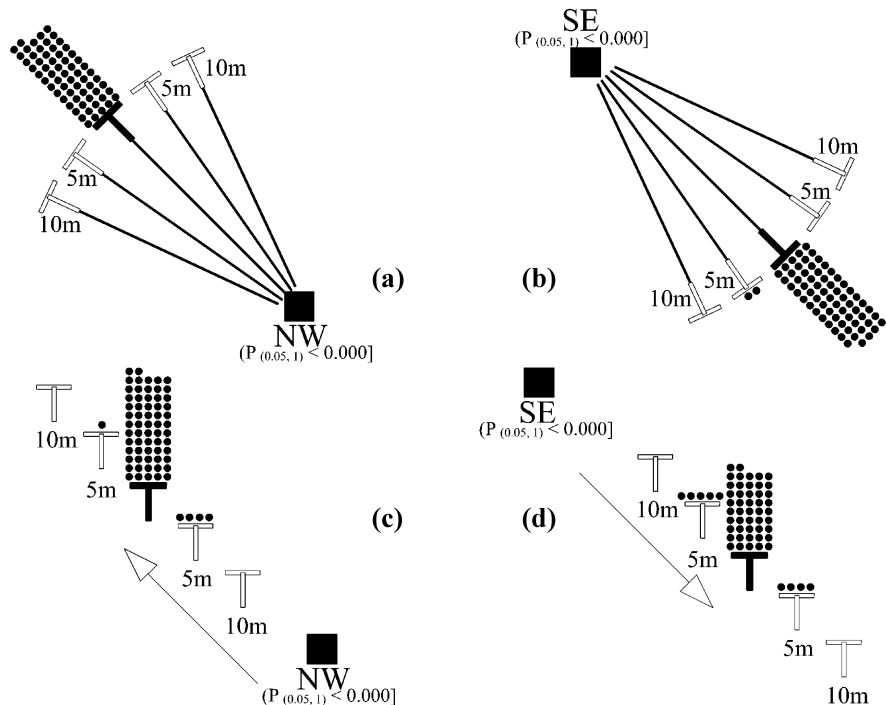 SE
(P (0.05, 1) < 0.000]
10m
5m
5m
10m
10m
5m
5m
10m
(a)
(b)
NW
(P (0.05, 1) < 0.000]
SE
(P (0.05, 1) < 0.000]
10m
5m
(c)
5m
10m
NW
(P (0.05, 1) < 0.000]
10m
5m
(d)
5m
10m